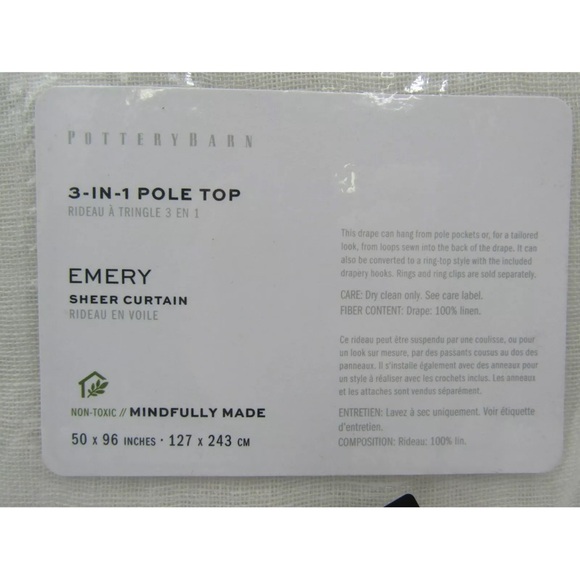 POTTERYBARN
3-IN-1 POLE TOP
RIDEAU À TRINGLE 3 EN 1
EMERY
SHEER CURTAIN
RIDEAU EN VOILE
NON-TOXIC // MINDFULLY MADE
50 x 96 INCHES · 127 x 243 CM
This drape can hang from pole pockets or, for a tailored
look, from loops sewn into the back of the drape. It can
also be converted to a ring-top style with the included
drapery hooks. Rings and ring clips are sold separately.
CARE: Dry clean only. See care label.
FIBER CONTENT: Drape: 100% linen.
Ce rideau peut être suspendu par une coulisse, ou pour
un look sur mesure, par des passants cousus au dos des
panneaux. Il s'installe également avec des anneaux pour
un style à réaliser avec les crochets inclus. Les anneaux
et les attaches sont vendus séparément.
ENTRETIEN: Lavez à sec uniquement. Voir étiquette
d'entretien.
COMPOSITION: Rideau: 100% lin.